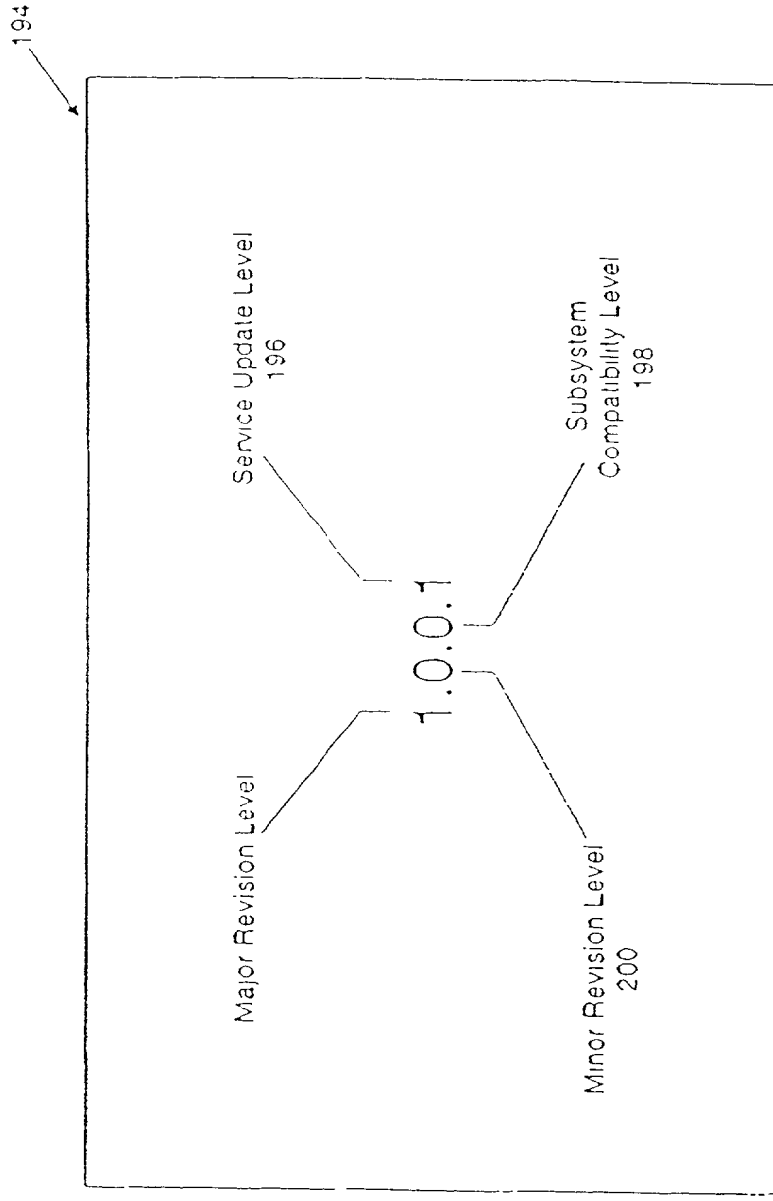 194
Major Revision Level
Service Update Level
196
1.0.0.1
Minor Revision Level
200
Subsystem
Compatibility Level
198